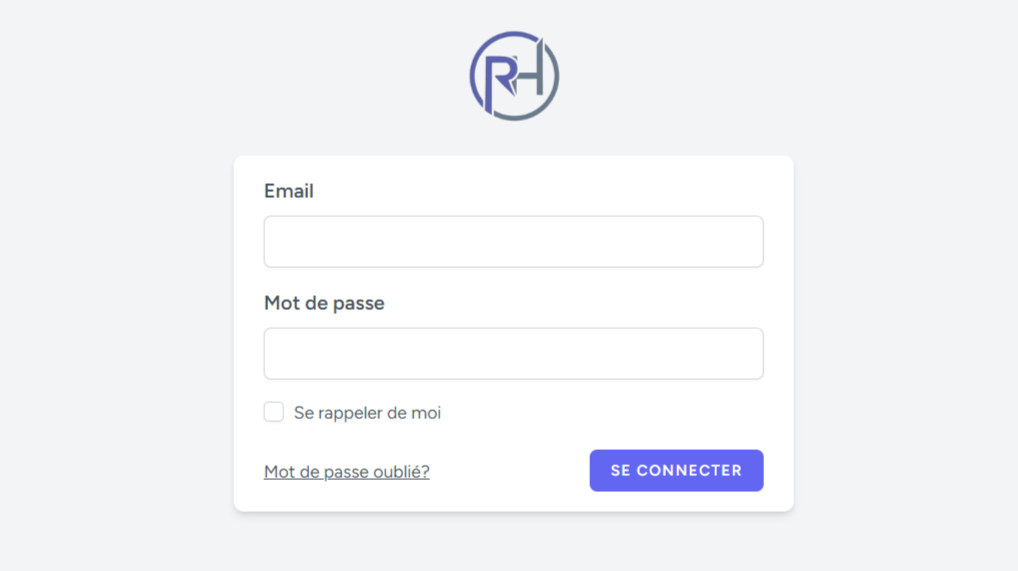 RH
Email
Mot de passe
Se rappeler de moi
Mot de passe oublié?
SE CONNECTER